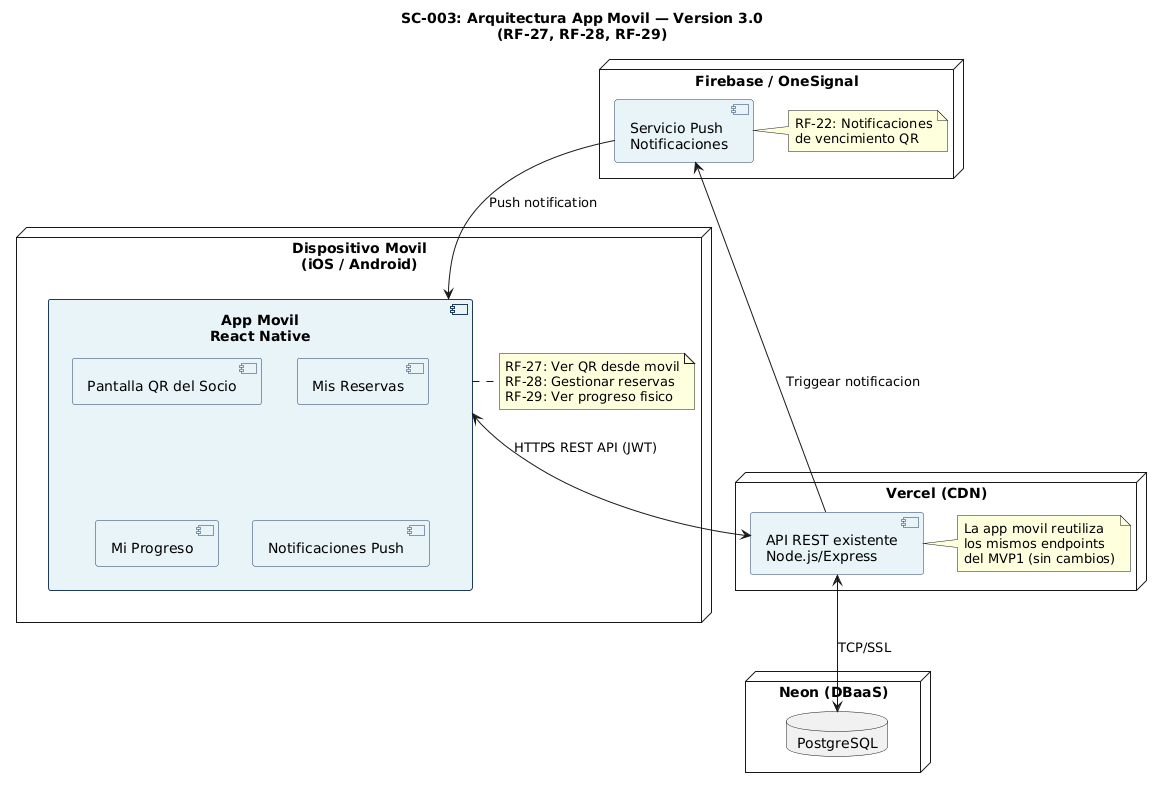 SC-003: Arquitectura App Movil — Version 3.0
(RF-27, RF-28, RF-29)
Firebase / OneSignal
Servicio Push
Notificaciones
RF-22: Notificaciones
de vencimiento QR
Push notification
Dispositivo Movil
(iOS / Android)
App Movil
React Native
Pantalla QR del Socio
Mis Reservas
RF-27: Ver QR desde movil
RF-28: Gestionar reservas
RF-29: Ver progreso fisico
Triggear notificacion
HTTPS REST API (JWT)
Mi Progreso
Notificaciones Push
Vercel (CDN)
API REST existente
Node.js/Express
La app movil reutiliza
los mismos endpoints
del MVP1 (sin cambios)
TCP/SSL
Neon (DBaaS)
PostgreSQL